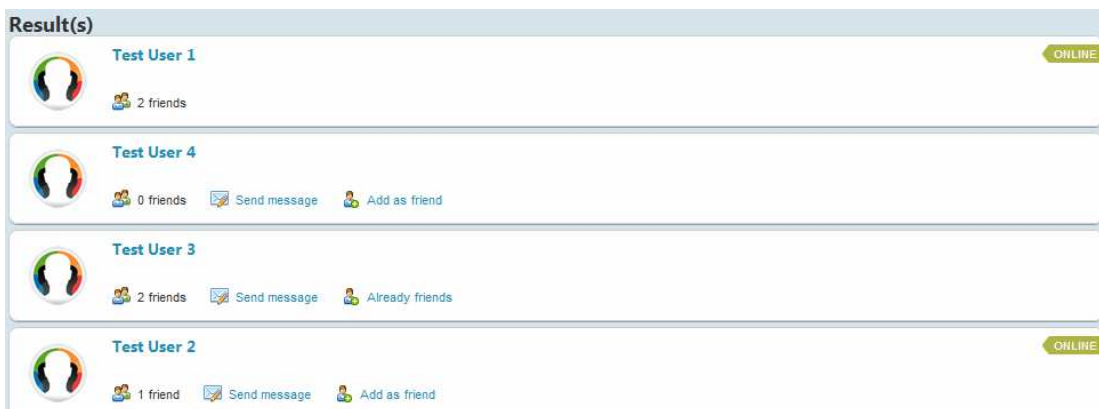 Result(s)
Test User 1
ONLINE
2 friends
Test User 4
0 friends Send message Add as friend
Test User 3
2 friends Send message Already friends
Test User 2
ONLINE
1 friend Send message Add as friend